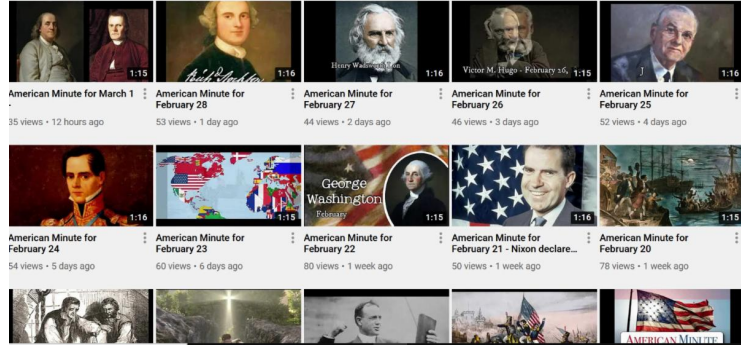 1:15
Richd. Stockton
1:16
Henry Wadsworth Lon
1:16
Victor M. Hugo - February 26,
1:15
J
1:16
American Minute for March 1
-
35 views • 12 hours ago
American Minute for
February 28
53 views • 1 day ago
American Minute for
February 27
44 views • 2 days ago
American Minute for
February 26
46 views • 3 days ago
American Minute for
February 25
52 views • 4 days ago
1:16
1:15
George
Washington
February
1:15
1:16
1:15
American Minute for
February 24
54 views • 5 days ago
American Minute for
February 23
60 views • 6 days ago
American Minute for
February 22
80 views • 1 week ago
American Minute for
February 21 - Nixon declare...
50 views • 1 week ago
American Minute for
February 20
78 views • 1 week ago
AMERICAN MINUTE